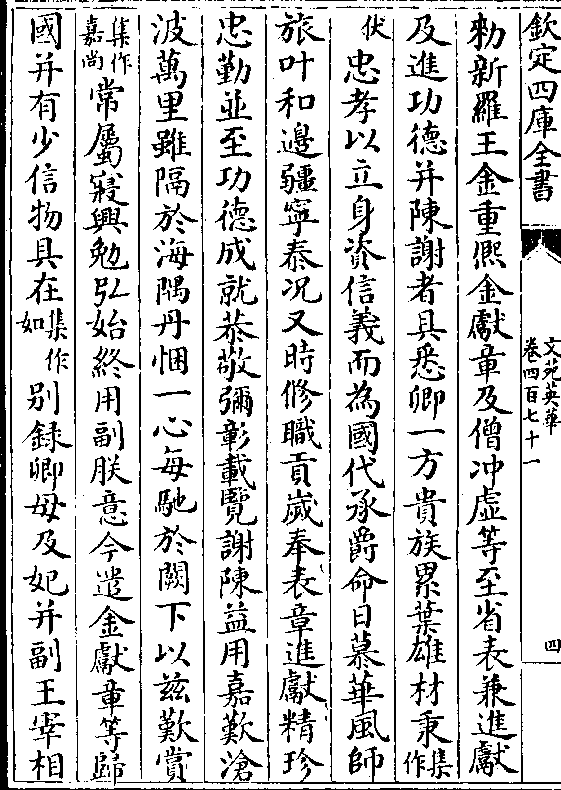 欽定四庫全書
文苑英華
卷四百七十一
四
勑新羅王金重熙金獻章及僧冲虛等至省表兼進獻
及進功德并陳謝者具悉卿一方貴族累葉雄材秉集作
伏忠孝以立身資信義而為國代承爵命日慕華風師
旅叶和邊疆寧泰况又時修職貢歲奉表章進獻精珍
忠勤並至功德成就恭敬彌彰載覽謝陳益用嘉歎滄
波萬里雖隔於海隅丹悃一心每馳於闕下以兹歎賞
集作嘉尚常屬寢興勉弘始終用副朕意今遣金獻章等歸
國并有少信物具在集作如别錄卿母及妃并副王宰相